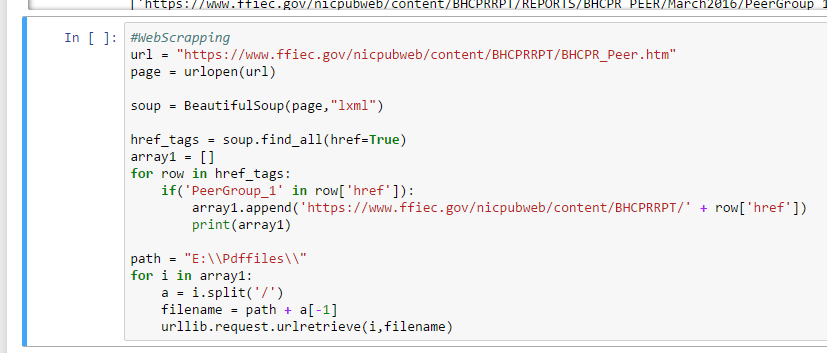 ['https://www.ffiec.gov/nicpubweb/content/BHCPRRPT/REPORTS/BHCPR_PEER/March2016/PeerGroup_1
In [ ]: #WebScrapping
url = "https://www.ffiec.gov/nicpubweb/content/BHCPRRPT/BHCPR_Peer.htm"
page = urlopen(url)
soup = BeautifulSoup(page,"lxml")
href_tags = soup.find_all(href=True)
array1 = []
for row in href_tags:
if('PeerGroup_1' in row['href']):
array1.append('https://www.ffiec.gov/nicpubweb/content/BHCPRRPT/' + row['href'])
print(array1)
path = "E:\\Pdffiles\\"
for i in array1:
a = i.split('/')
filename = path + a[-1]
urllib.request.urlretrieve(i,filename)